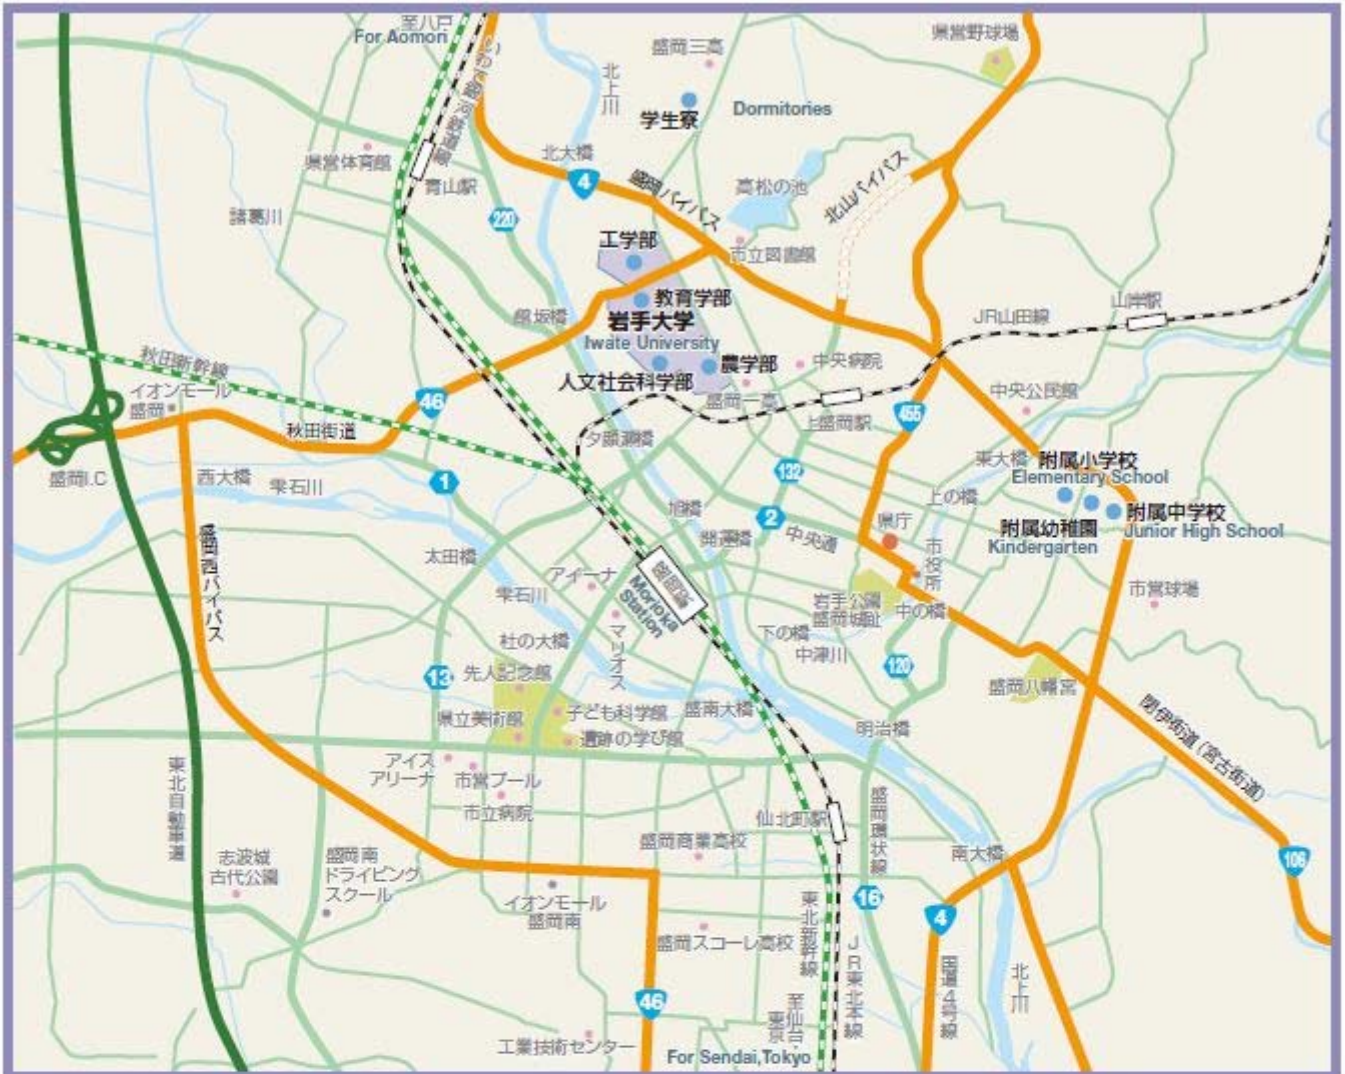 至八戸
For Aomori
いわて銀河鉄道線
北上川
盛岡三高
県営野球場
学生寮
Dormitories
県営体育館
青山駅
北大橋
4
盛岡バイパス
高松の池
北山バイパス
諸葛川
220
工学部
市立図書館
教育学部
館坂橋
岩手大学
Iwate University
JR山田線
山岸駅
秋田新幹線
イオンモール
盛岡
人文社会科学部
農学部
中央病院
盛岡一高
中央公民館
46
秋田街道
夕顔瀬橋
上盛岡駅
455
盛岡I.C
西大橋
雫石川
1
132
東大橋
附属小学校
Elementary School
上の橋
旭橋
2
開運橋
中央通
県庁
附属中学校
Junior High School
附属幼稚園
Kindergarten
盛岡西バイパス
太田橋
アイーナ
雫石川
盛岡駅
Morioka
Station
市役所
市営球場
岩手公園
盛岡城趾
中の橋
杜の大橋
マリオス
下の橋
中津川
120
13
先人記念館
盛岡八幡宮
県立美術館
子ども科学館
盛南大橋
遺跡の学び館
明治橋
閉伊街道(宮古街道)
アイス
アリーナ
市営プール
東北自動車道
市立病院
仙北町駅
盛岡環状線
盛岡商業高校
南大橋
106
志波城
古代公園
盛岡南
ドライビング
スクール
イオンモール
盛岡南
16
4
盛岡スコーレ高校
東北新幹線
JR東北本線
国道4号線
北上川
46
至仙台・
東京
工業技術センター
For Sendai,Tokyo